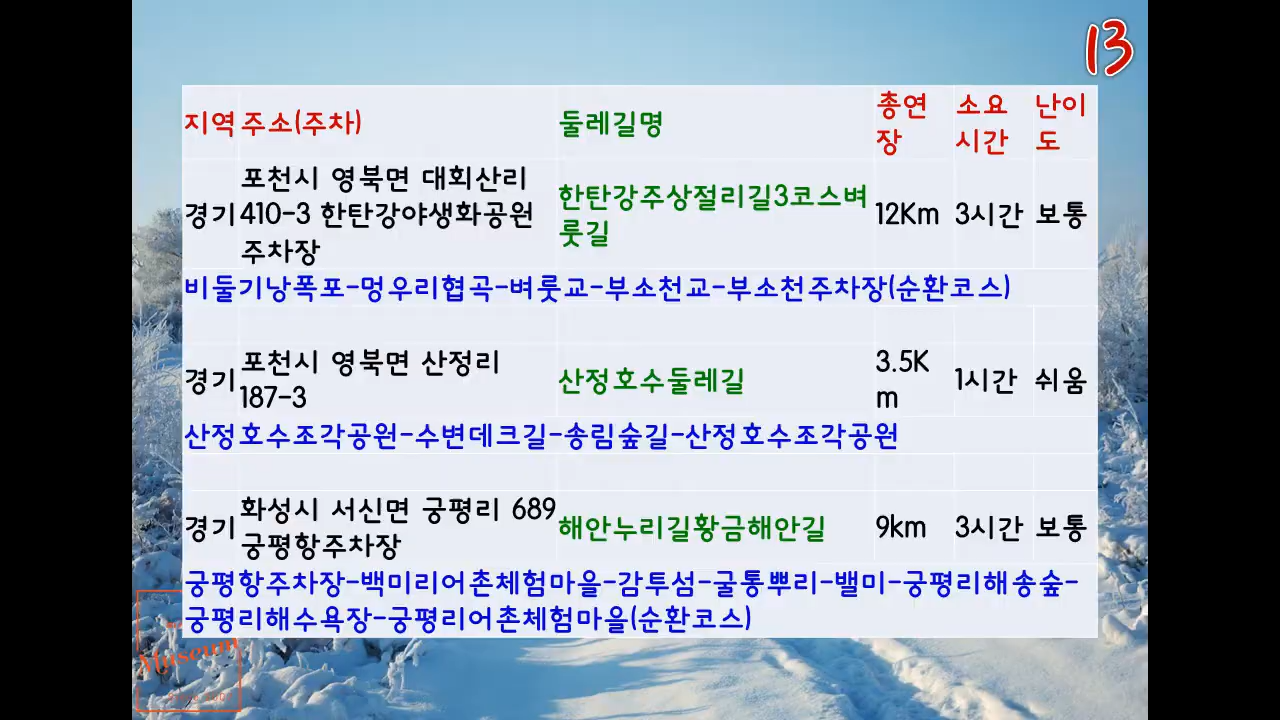 13
지역 주소(주차) 둘레길명 총연장 소요시간 난이도
경기 포천시 영북면 대회산리 410-3 한탄강야생화공원 주차장 한탄강주상절리길3코스벼룻길 12Km 3시간 보통
비둘기낭폭포-멍우리협곡-벼룻교-부소천교-부소천주차장(순환코스)
경기 포천시 영북면 산정리 187-3 산정호수둘레길 3.5Km 1시간 쉬움
산정호수조각공원-수변데크길-송림숲길-산정호수조각공원
경기 화성시 서신면 궁평리 689 궁평항주차장 해안누리길황금해안길 9km 3시간 보통
궁평항주차장-백미리어촌체험마을-감투섬-굴통뿌리-밸미-궁평리해송숲-
궁평리해수욕장-궁평리어촌체험마을(순환코스)
Museum